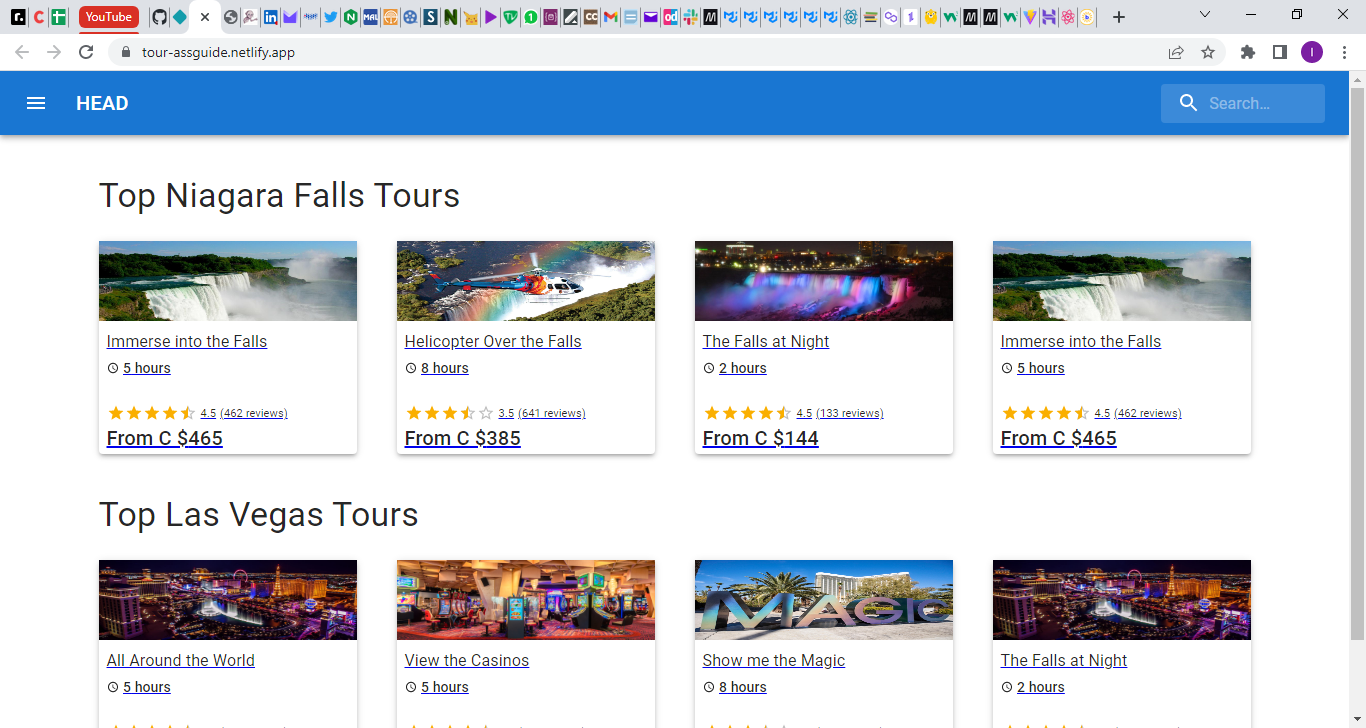 YouTube
tour-assguide.netlify.app
I
HEAD
Search…
Top Niagara Falls Tours
Immerse into the Falls
5 hours
4.5 (462 reviews)
From C $465
Helicopter Over the Falls
8 hours
3.5 (641 reviews)
From C $385
The Falls at Night
2 hours
4.5 (133 reviews)
From C $144
Immerse into the Falls
5 hours
4.5 (462 reviews)
From C $465
Top Las Vegas Tours
All Around the World
5 hours
View the Casinos
5 hours
MAGIC
Show me the Magic
8 hours
The Falls at Night
2 hours